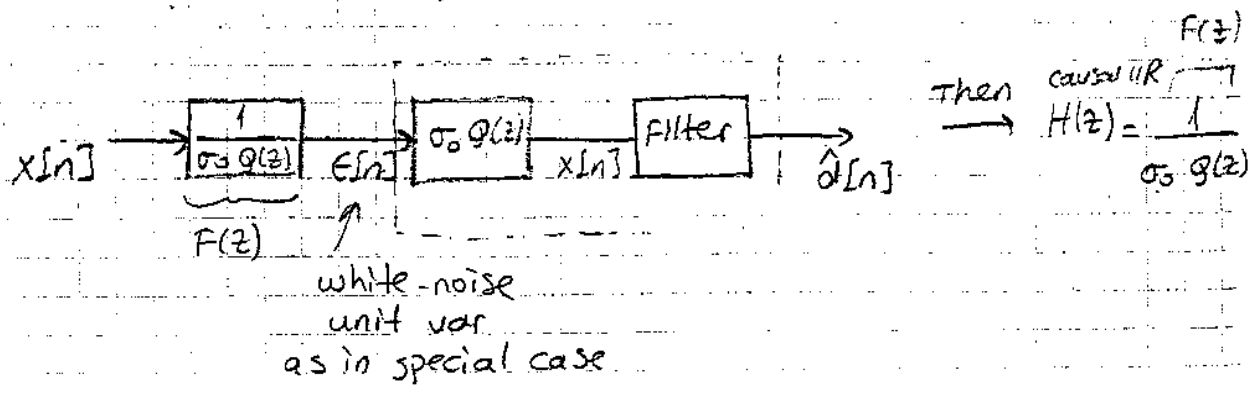 F(z)
Then
causal IIR
H(z) = 1 / σ₀ Q(z)
x[n]
1 / σ₀ Q(z)
ϵ[n]
σ₀ Q(z)
x[n]
Filter
d̂[n]
F(z)
white-noise
unit var
as in special case